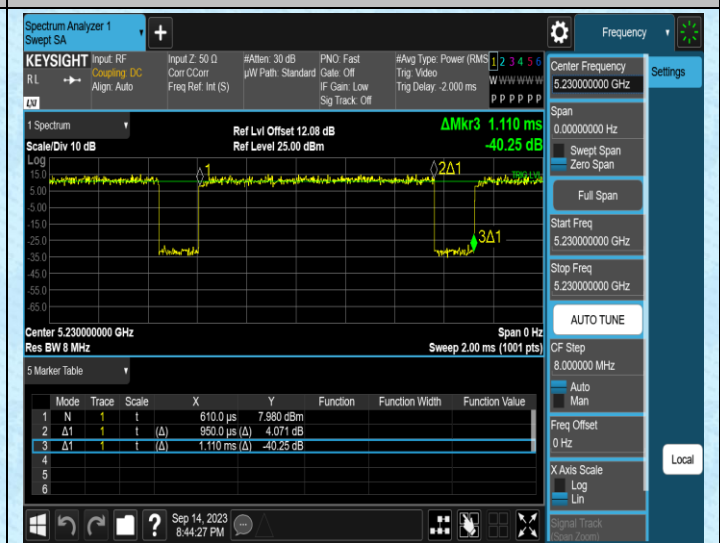 Spectrum Analyzer 1
Swept SA
+
Frequency
KEYSIGHT
RL
LXI
Input: RF
Coupling: DC
Align: Auto
Input Z: 50 Ω
Corr CCorr
Freq Ref: Int (S)
#Atten: 30 dB
µW Path: Standard
PNO: Fast
Gate: Off
IF Gain: Low
Sig Track: Off
#Avg Type: Power (RMS
Trig: Video
Trig Delay: -2.000 ms
1 2 3 4 5 6
W W W W W W
P P P P P P
1 Spectrum
Scale/Div 10 dB
Ref Lvl Offset 12.08 dB
Ref Level 25.00 dBm
ΔMkr3 1.110 ms
-40.25 dB
Log
15.0
5.00
-5.00
-15.0
-25.0
-35.0
-45.0
-55.0
-65.0
1
2Δ1
3Δ1
Center 5.230000000 GHz
Res BW 8 MHz
Span 0 Hz
Sweep 2.00 ms (1001 pts)
5 Marker Table
Mode Trace Scale X Y Function Function Width Function Value
1 N 1 t 610.0 µs 7.980 dBm
2 Δ1 1 t (Δ) 950.0 µs (Δ) 4.071 dB
3 Δ1 1 t (Δ) 1.110 ms (Δ) -40.25 dB
4
5
6
?
Sep 14, 2023
8:44:27 PM
Center Frequency
5.230000000 GHz
Settings
Span
0.00000000 Hz
Swept Span
Zero Span
Full Span
Start Freq
5.230000000 GHz
Stop Freq
5.230000000 GHz
AUTO TUNE
CF Step
8.000000 MHz
Auto
Man
Freq Offset
0 Hz
X Axis Scale
Log
Lin
Local
Signal Track
(Span Zoom)